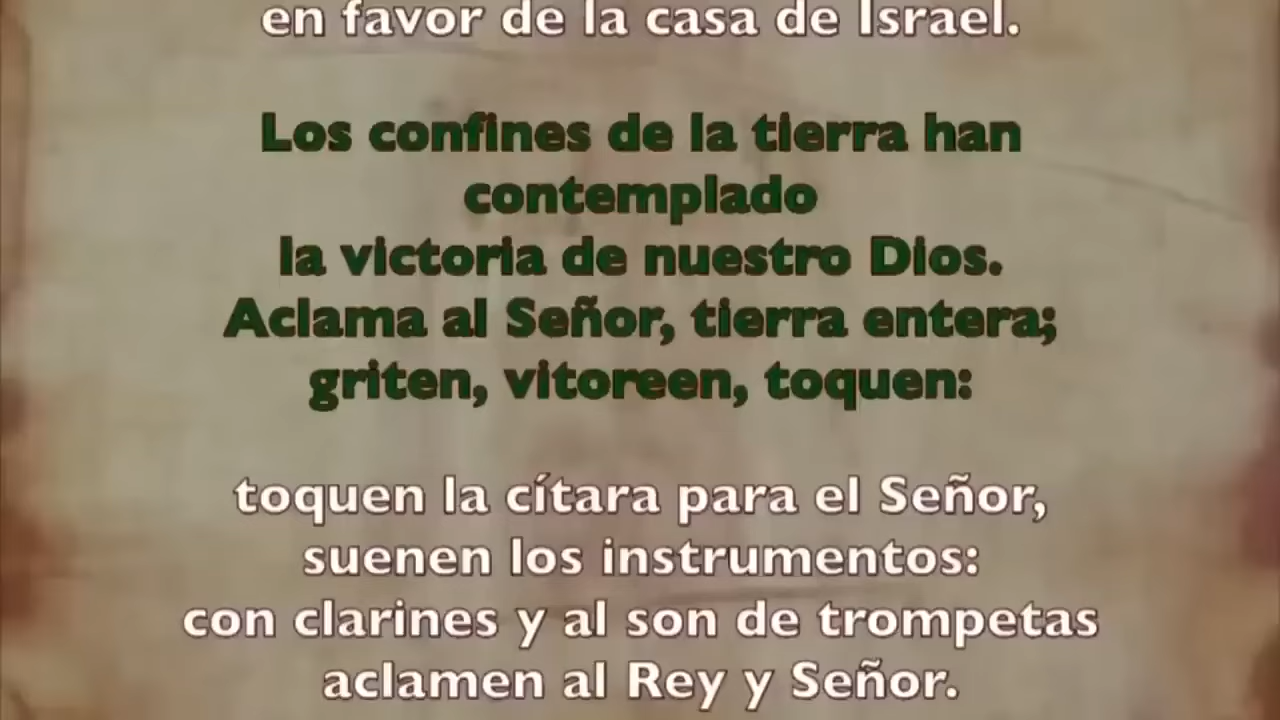 en favor de la casa de Israel.
Los confines de la tierra han
contemplado
la victoria de nuestro Dios.
Aclama al Señor, tierra entera;
griten, vitoreen, toquen:
toquen la cítara para el Señor,
suenen los instrumentos:
con clarines y al son de trompetas
aclamen al Rey y Señor.